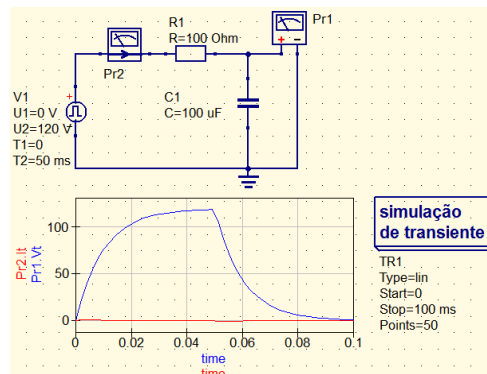 R1
R=100 Ohm
Pr1
+ -
Pr2
V1
+
U1=0 V
U2=120 V
T1=0
T2=50 ms
C1
C=100 uF
Pr2.It
Pr1.Vt
100
50
0
0
0.02
0.04
0.06
0.08
0.1
time
time
simulação
de transiente
TR1
Type=lin
Start=0
Stop=100 ms
Points=50